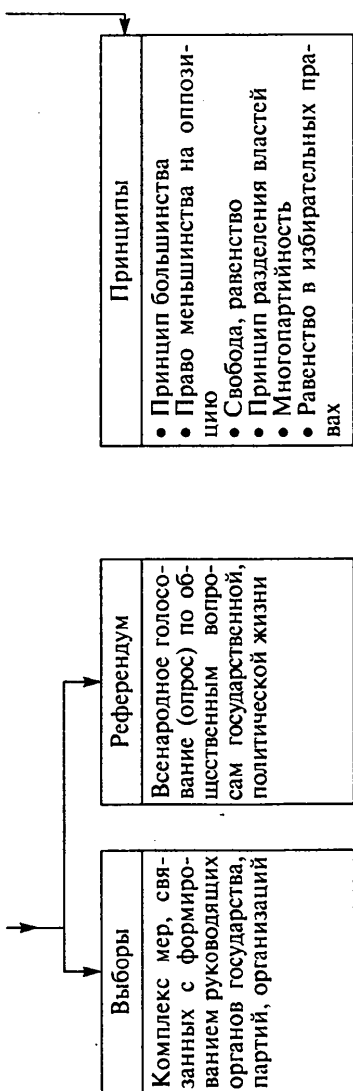 Выборы
Комплекс мер, свя-
занных с формиро-
ванием руководящих
органов государства,
партий, организаций
Референдум
Всенародное голосо-
вание (опрос) по об-
щественным вопро-
сам государственной,
политической жизни
Принципы
• Принцип большинства
• Право меньшинства на оппози-
цию
• Свобода, равенство
• Принцип разделения властей
• Многопартийность
• Равенство в избирательных пра-
вах